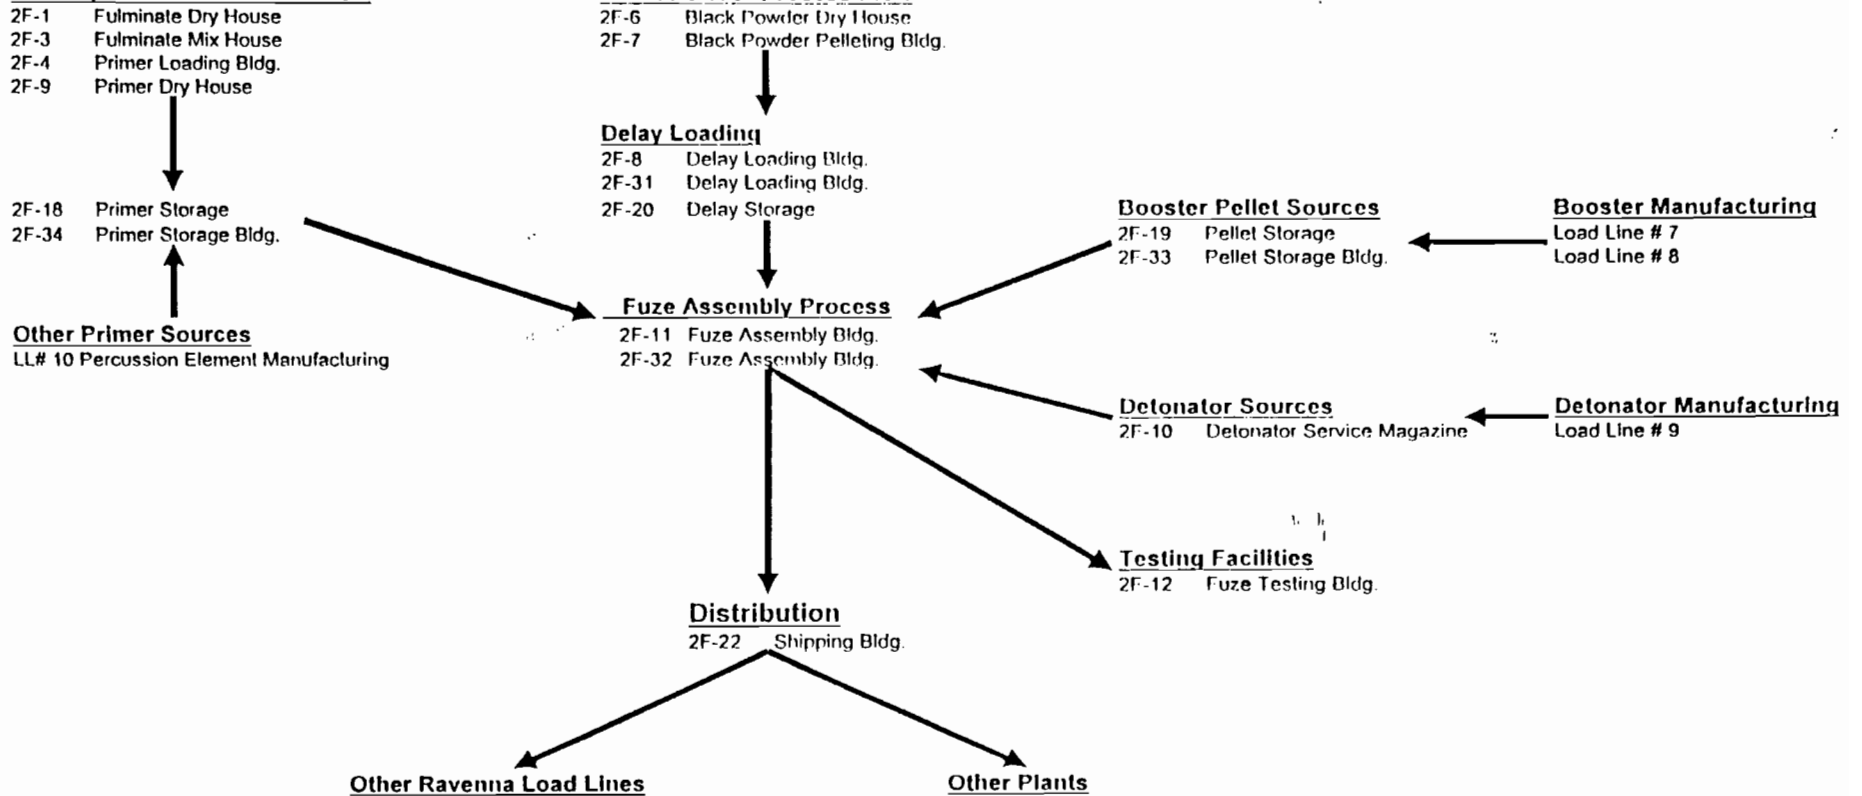 2F-1 Fulminate Dry House
2F-3 Fulminate Mix House
2F-4 Primer Loading Bldg.
2F-9 Primer Dry House
2F-6 Black Powder Dry House
2F-7 Black Powder Pelleting Bldg.
Delay Loading
2F-8 Delay Loading Bldg.
2F-31 Delay Loading Bldg.
2F-20 Delay Storage
2F-18 Primer Storage
2F-34 Primer Storage Bldg.
Other Primer Sources
LL# 10 Percussion Element Manufacturing
Booster Pellet Sources
2F-19 Pellet Storage
2F-33 Pellet Storage Bldg.
Booster Manufacturing
Load Line # 7
Load Line # 8
Fuze Assembly Process
2F-11 Fuze Assembly Bldg.
2F-32 Fuze Assembly Bldg.
Detonator Sources
2F-10 Detonator Service Magazine
Detonator Manufacturing
Load Line # 9
Testing Facilities
2F-12 Fuze Testing Bldg.
Distribution
2F-22 Shipping Bldg.
Other Ravenna Load Lines
Other Plants